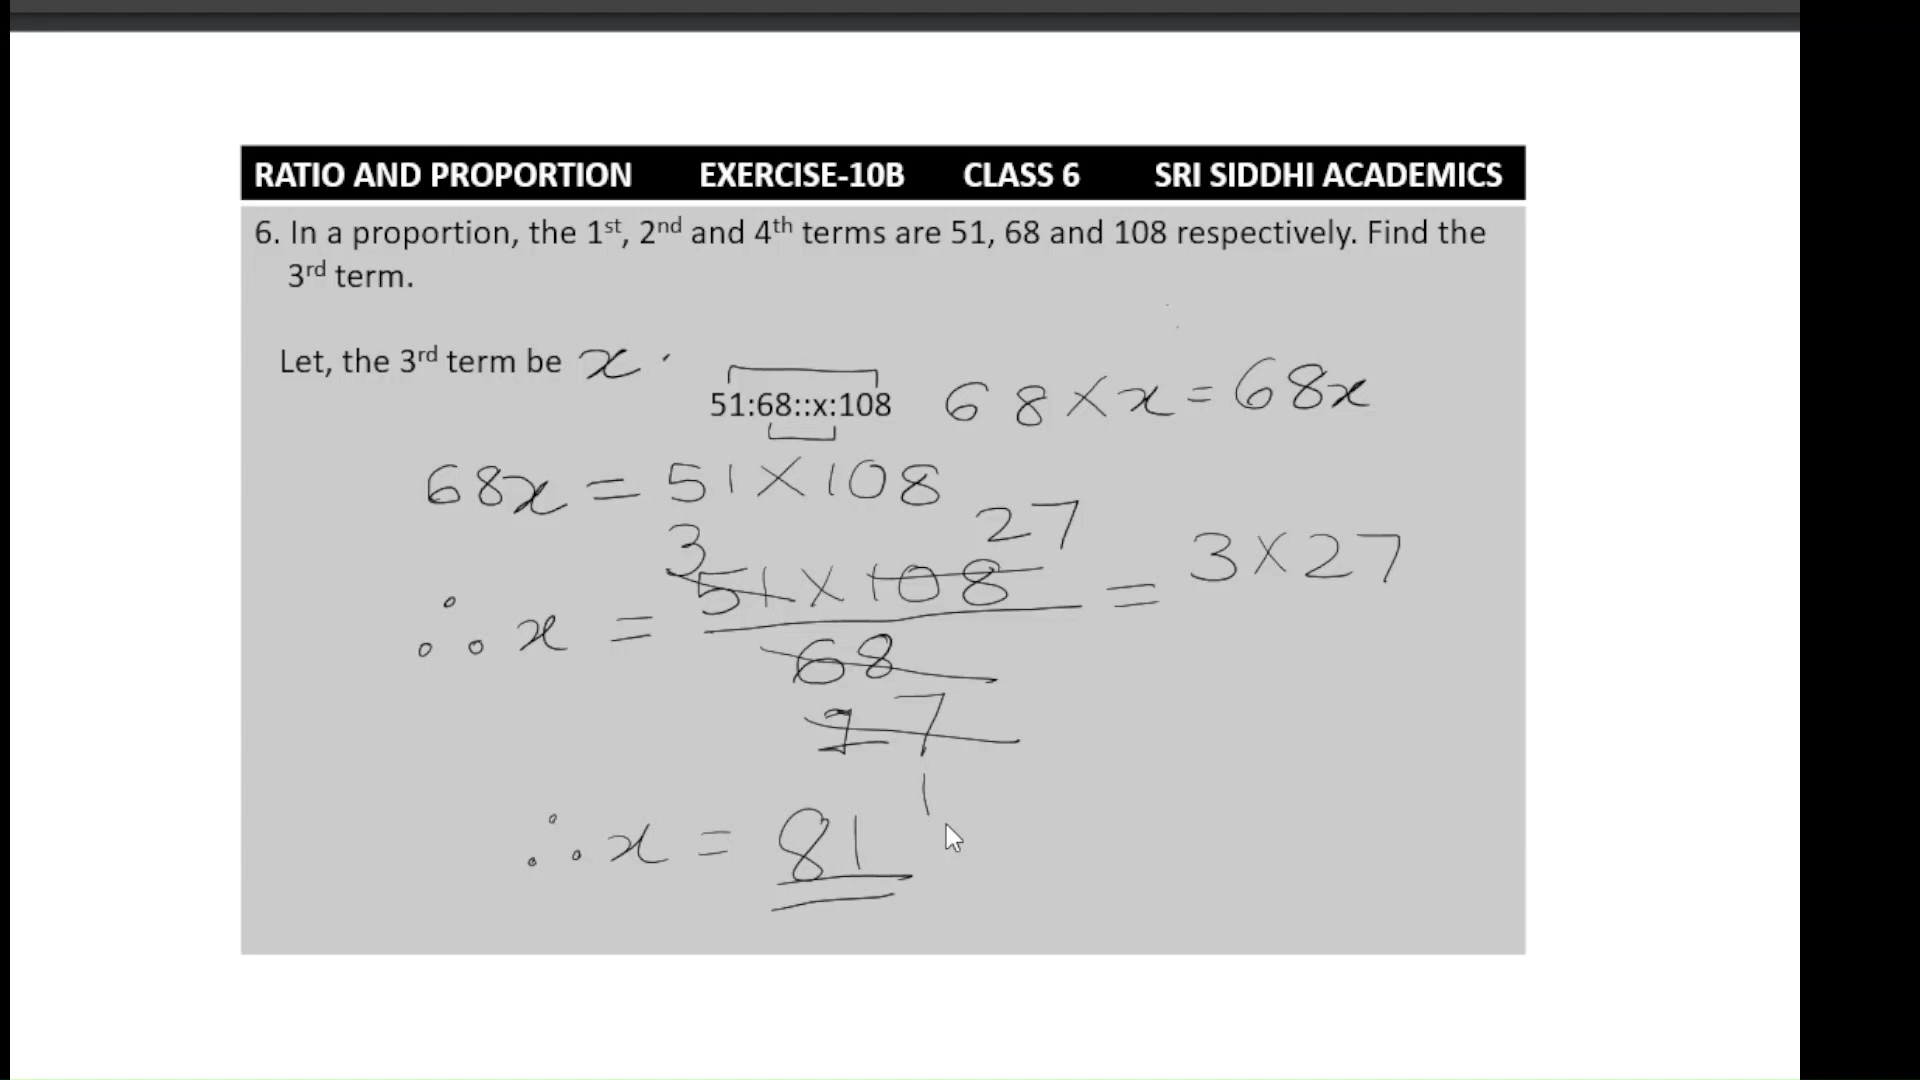 RATIO AND PROPORTION EXERCISE-10B CLASS 6 SRI SIDDHI ACADEMICS
6. In a proportion, the 1st, 2nd and 4th terms are 51, 68 and 108 respectively. Find the
3rd term.
Let, the 3rd term be x .
51:68::x:108 68 × x = 68x
68x = 51 × 108
3 27
∴ x = 51 × 108 = 3 × 27
68
17
1
∴ x = 81